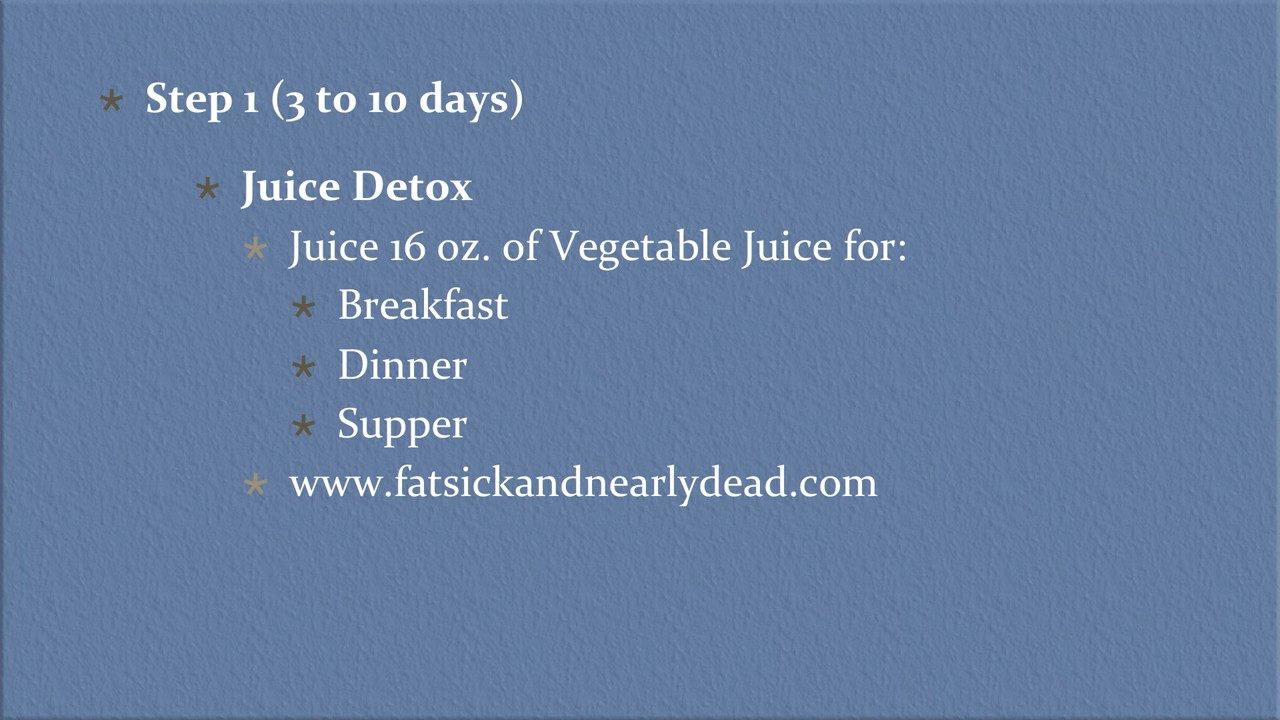 * Step 1 (3 to 10 days)
* Juice Detox
* Juice 16 oz. of Vegetable Juice for:
* Breakfast
* Dinner
* Supper
* www.fatsickandnearlydead.com